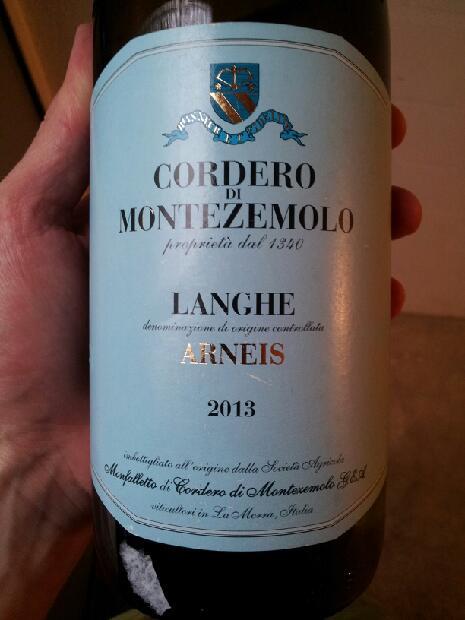 CORDERO
DI
MONTEZEMOLO
proprietà dal 1340
LANGHE
denominazione di origine controllata
ARNEIS
2013
imbottigliato all'origine dalla Società Agricola
Monfalletto di Cordero di Montezemolo G&A
viticoltori in La Morra, Italia